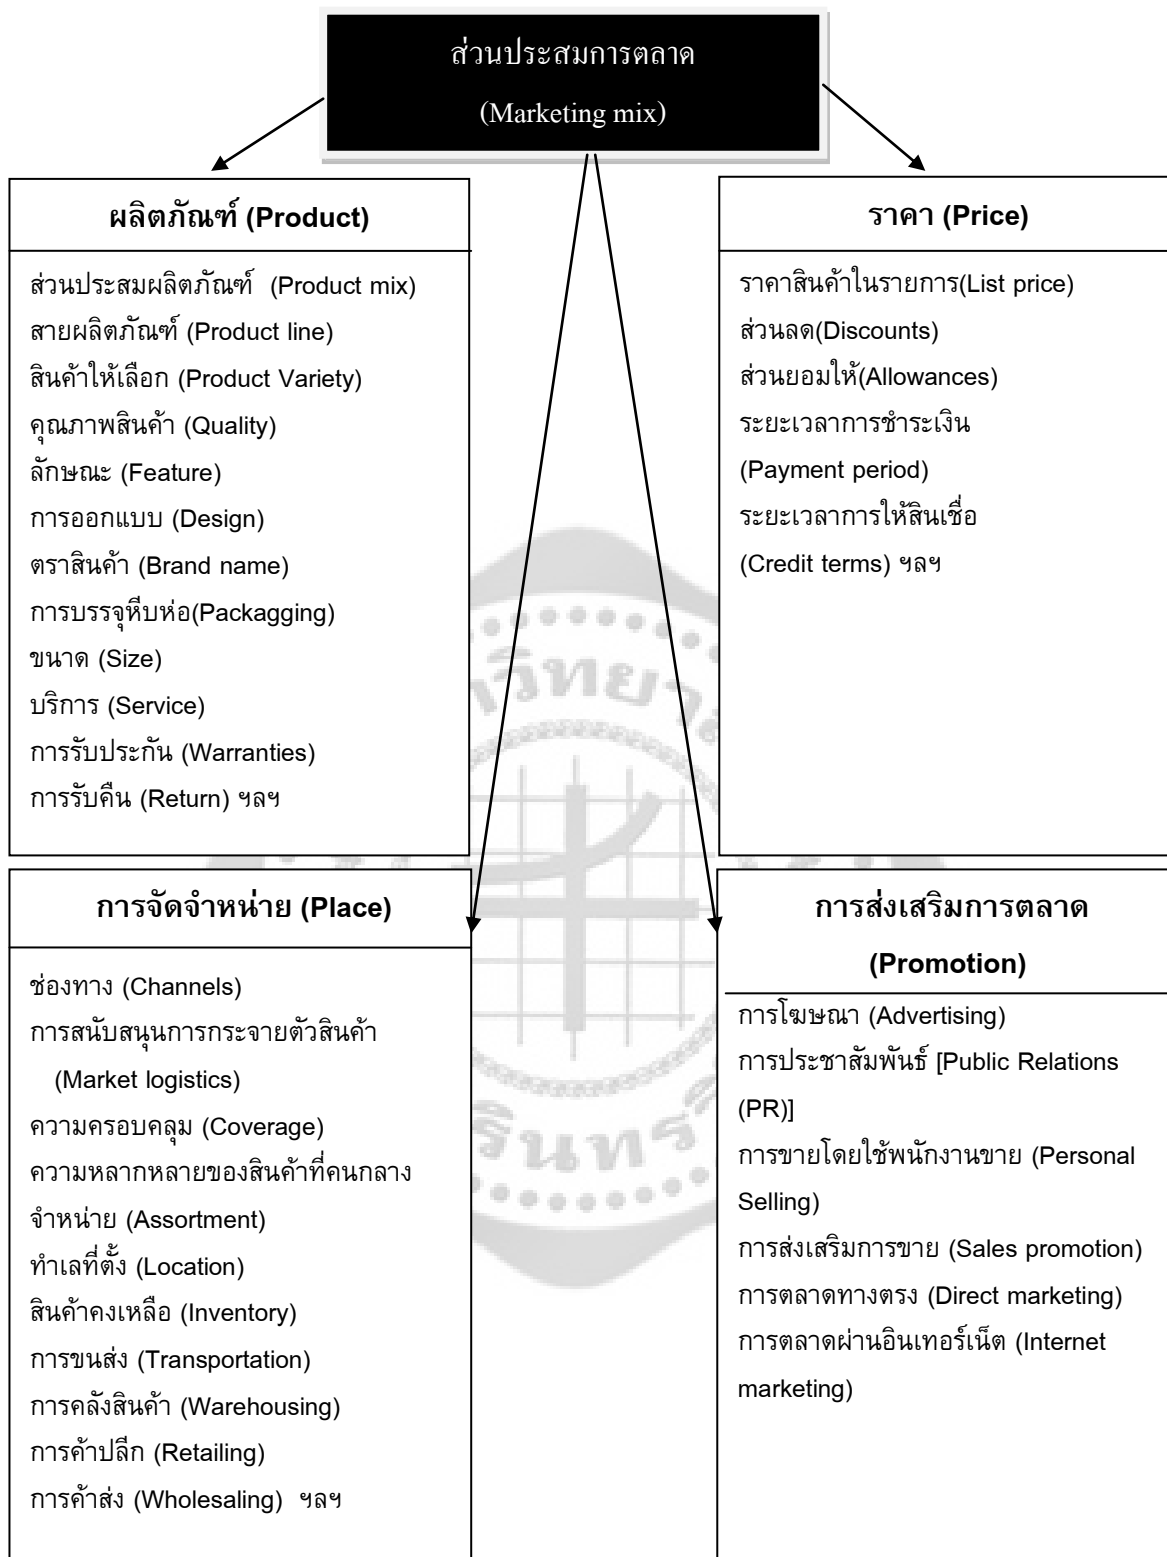 ส่วนประสมการตลาด
(Marketing mix)
ผลิตภัณฑ์ (Product)
ส่วนประสมผลิตภัณฑ์ (Product mix)
สายผลิตภัณฑ์ (Product line)
สินค้าให้เลือก (Product Variety)
คุณภาพสินค้า (Quality)
ลักษณะ (Feature)
การออกแบบ (Design)
ตราสินค้า (Brand name)
การบรรจุหีบห่อ(Packagging)
ขนาด (Size)
บริการ (Service)
การรับประกัน (Warranties)
การรับคืน (Return) ฯลฯ
ราคา (Price)
ราคาสินค้าในรายการ(List price)
ส่วนลด(Discounts)
ส่วนยอมให้(Allowances)
ระยะเวลาการชำระเงิน
(Payment period)
ระยะเวลาการให้สินเชื่อ
(Credit terms) ฯลฯ
การจัดจำหน่าย (Place)
ช่องทาง (Channels)
การสนับสนุนการกระจายตัวสินค้า
(Market logistics)
ความครอบคลุม (Coverage)
ความหลากหลายของสินค้าที่คนกลาง
จำหน่าย (Assortment)
ทำเลที่ตั้ง (Location)
สินค้าคงเหลือ (Inventory)
การขนส่ง (Transportation)
การคลังสินค้า (Warehousing)
การค้าปลีก (Retailing)
การค้าส่ง (Wholesaling) ฯลฯ
การส่งเสริมการตลาด
(Promotion)
การโฆษณา (Advertising)
การประชาสัมพันธ์ [Public Relations
(PR)]
การขายโดยใช้พนักงานขาย (Personal
Selling)
การส่งเสริมการขาย (Sales promotion)
การตลาดทางตรง (Direct marketing)
การตลาดผ่านอินเทอร์เน็ต (Internet
marketing)